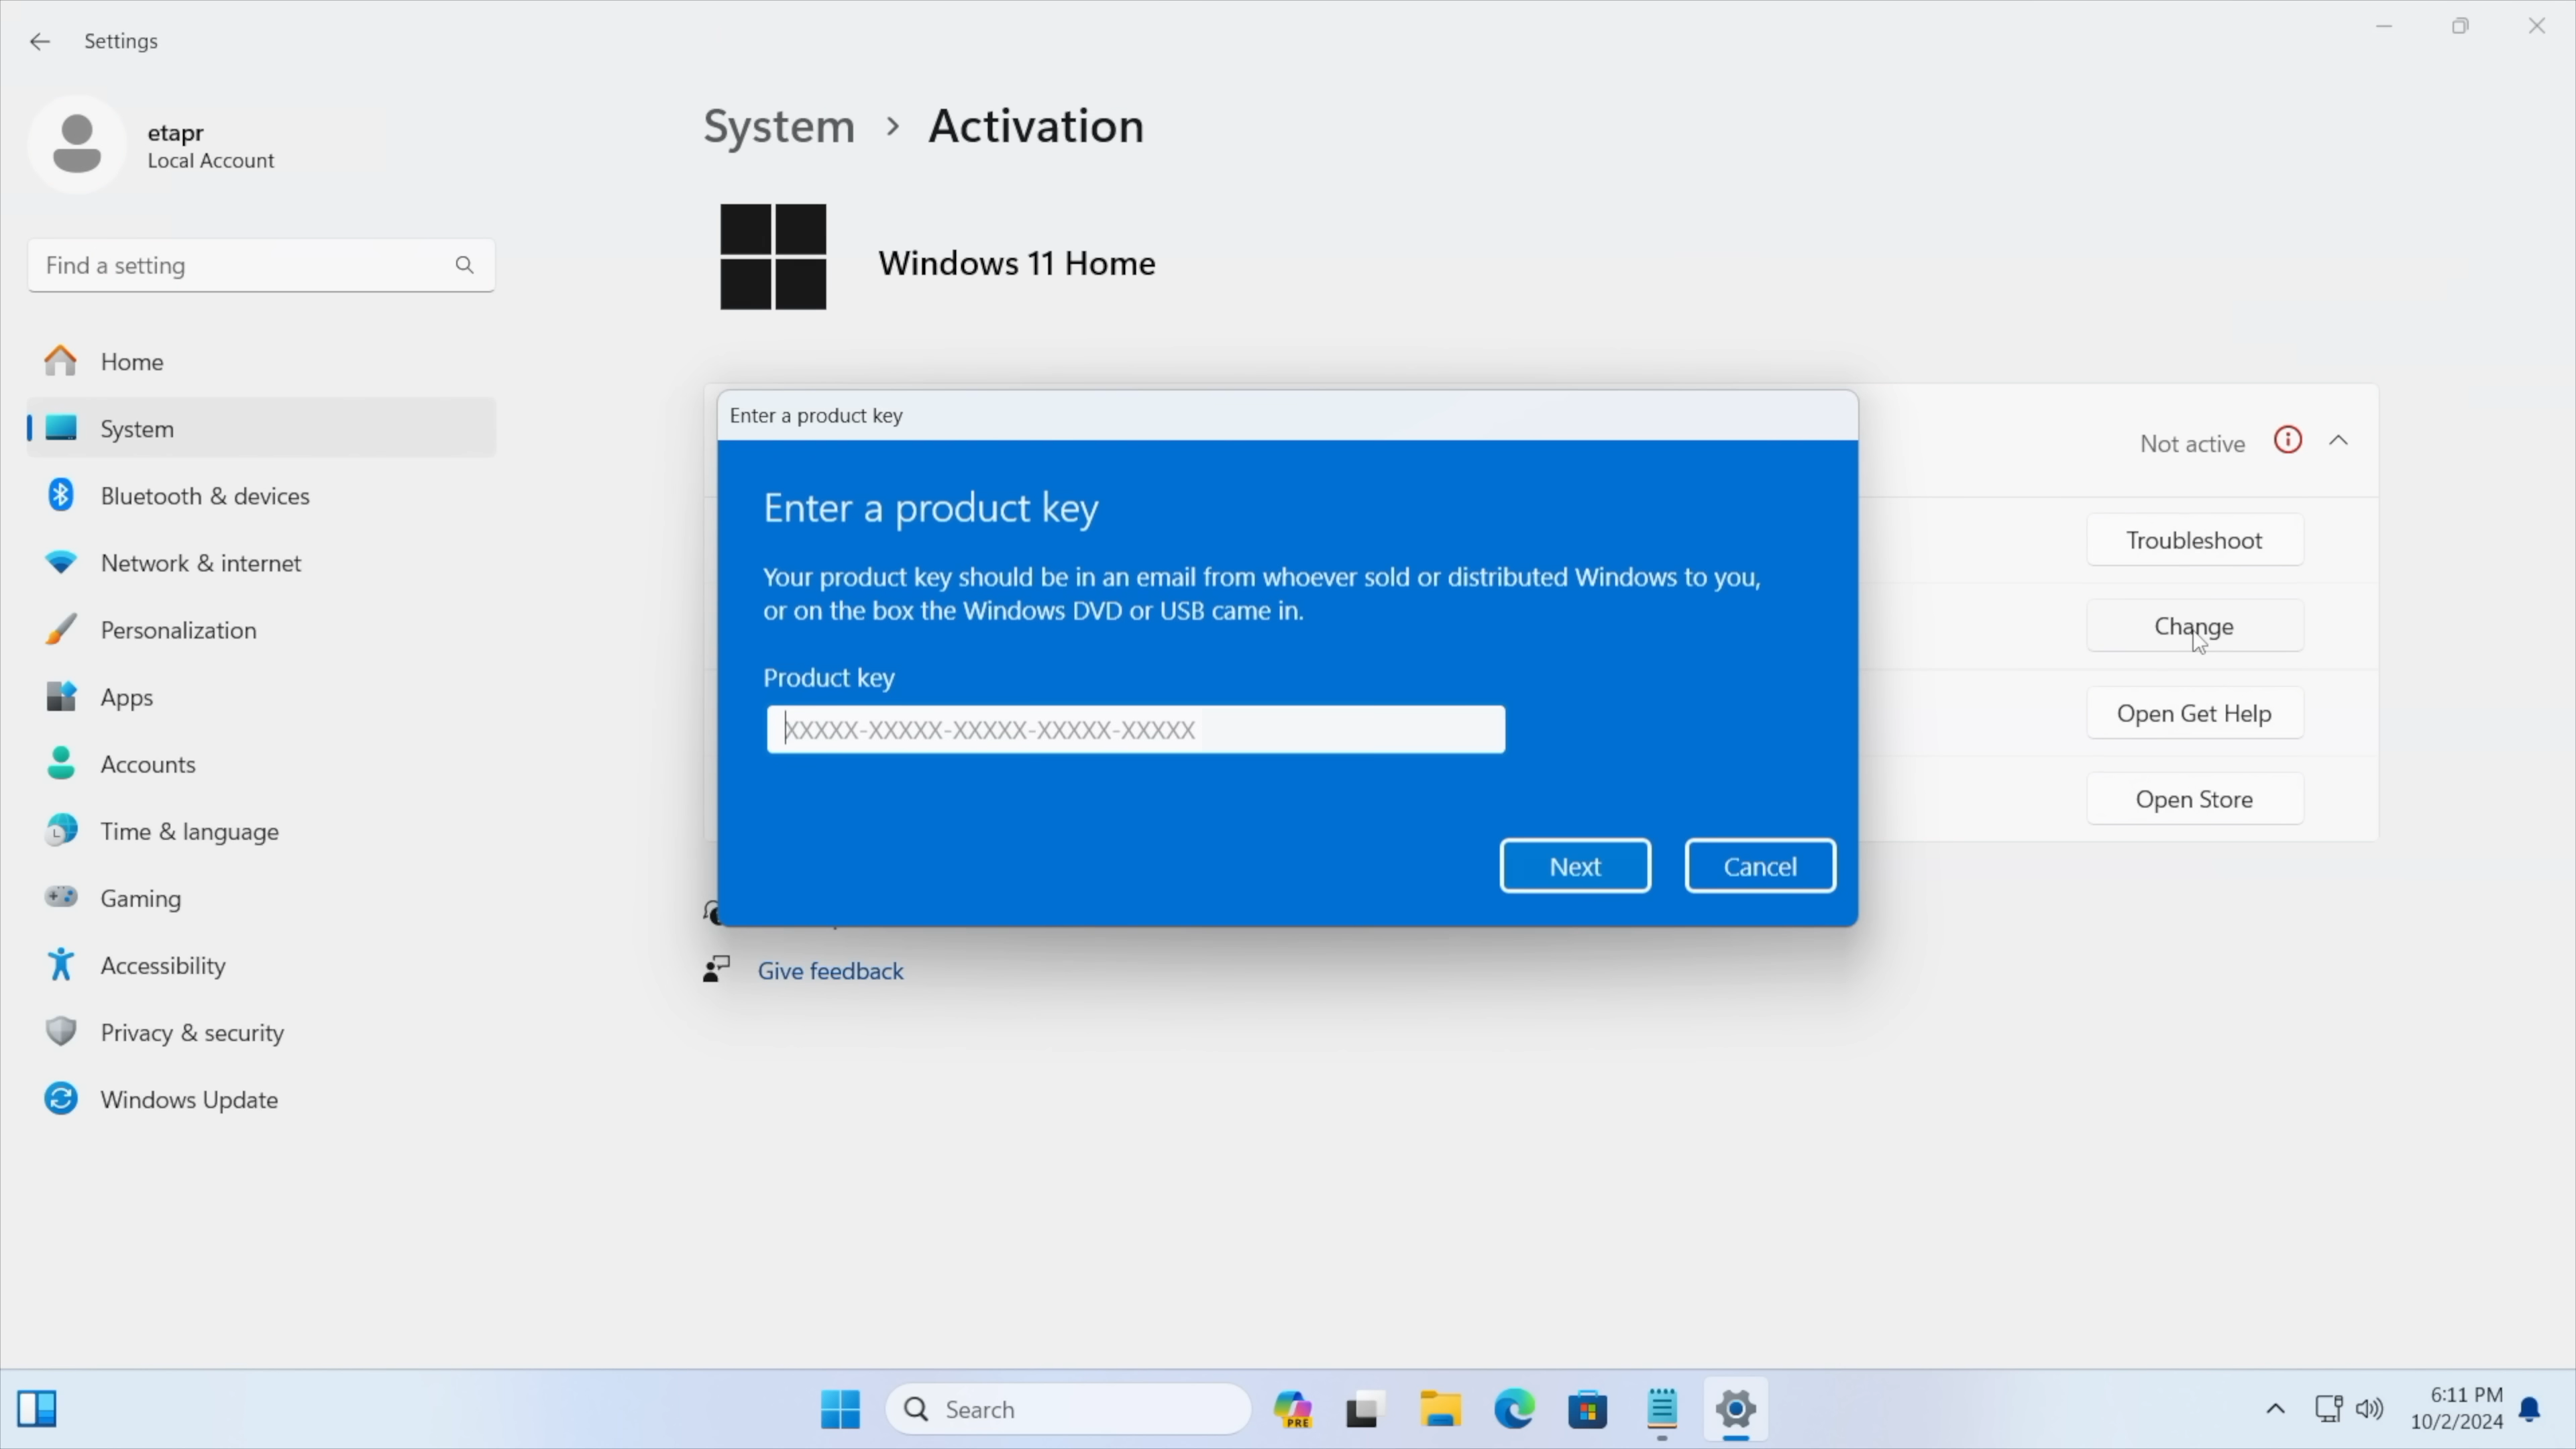 Settings
etapr
Local Account
Find a setting
Home
System
Bluetooth & devices
Network & internet
Personalization
Apps
Accounts
Time & language
Gaming
Accessibility
Privacy & security
Windows Update
System > Activation
Windows 11 Home
Not active
Troubleshoot
Change
Open Get Help
Open Store
Enter a product key
Enter a product key
Your product key should be in an email from whoever sold or distributed Windows to you,
or on the box the Windows DVD or USB came in.
Product key
XXXXX-XXXXX-XXXXX-XXXXX-XXXXX
Next
Cancel
Give feedback
Search
PRE
6:11 PM
10/2/2024